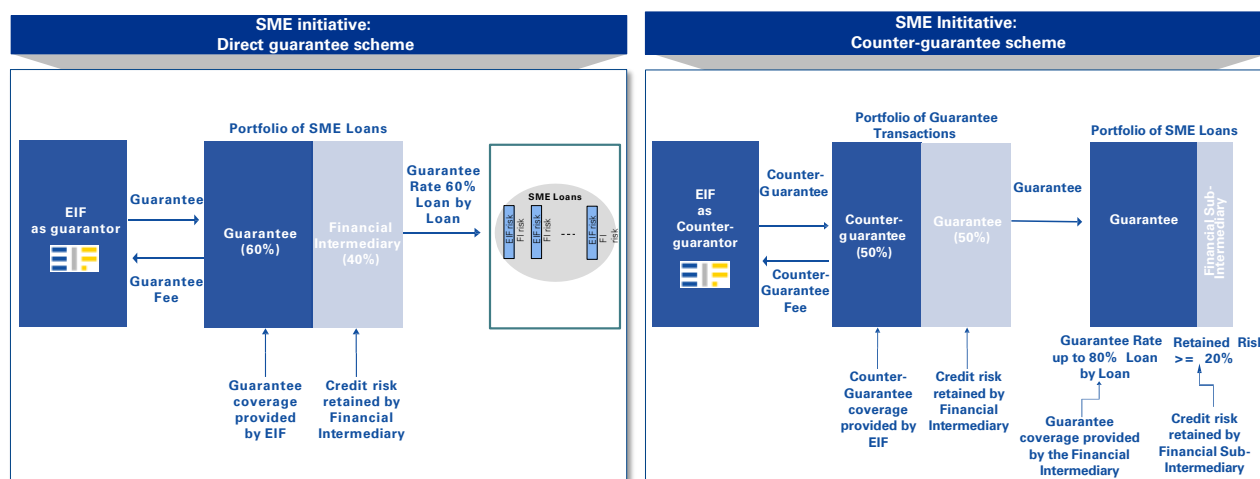 SME initiative:
Direct guarantee scheme
Portfolio of SME Loans
EIF
as guarantor
Guarantee
Guarantee
Fee
Guarantee
(60%)
Financial
Intermediary
(40%)
Guarantee
Rate 60%
Loan by
Loan
SME Loans
EIF risk
FI risk
EIF risk
FI risk
---
EIF risk
FI
risk
Guarantee
coverage
provided
by EIF
Credit risk
retained by
Financial
Intermediary
SME Inititative:
Counter-guarantee scheme
Portfolio of Guarantee
Transactions
Portfolio of SME Loans
EIF
as
Counter-
guarantor
Counter-
Guarantee
Counter-
Guarantee
Fee
Counter-
guarantee
(50%)
Guarantee
(50%)
Guarantee
Guarantee
Financial Sub-
Intermediary
Counter-
Guarantee
coverage
provided by
EIF
Credit risk
retained by
Financial
Intermediary
Guarantee Rate
up to 80% Loan
by Loan
Retained Risk
>= 20%
Guarantee
coverage provided
by the Financial
Intermediary
Credit risk
retained by
Financial Sub-
Intermediary